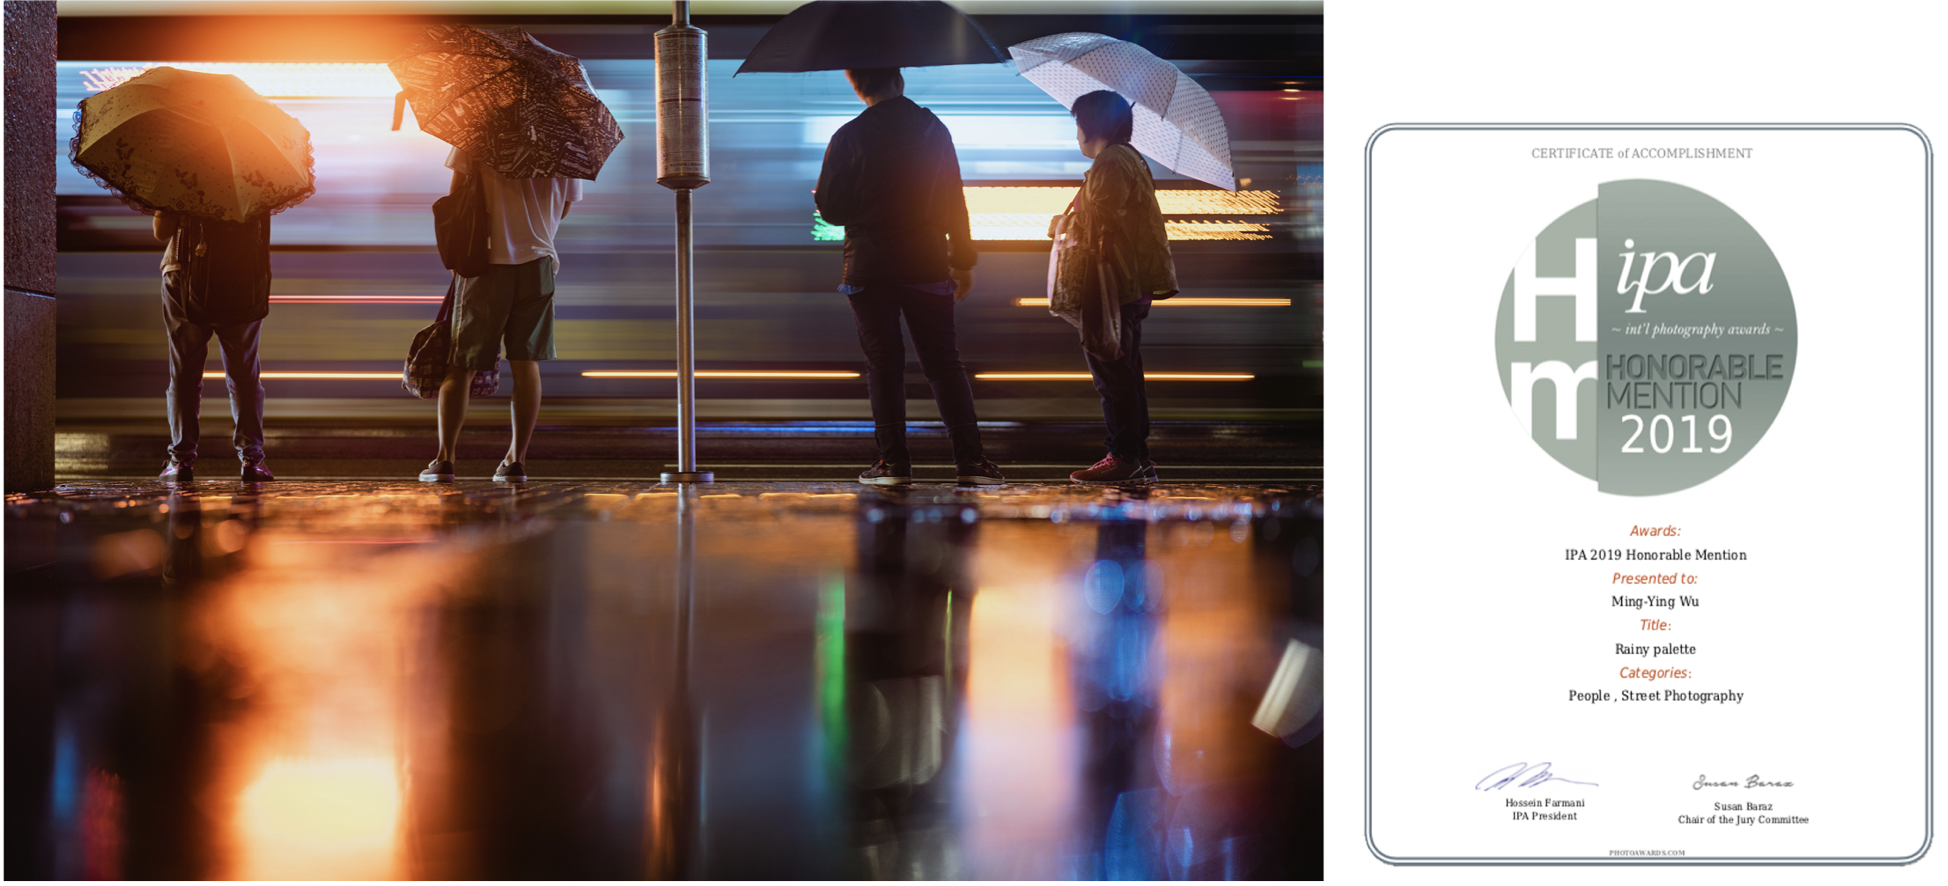 CERTIFICATE of ACCOMPLISHMENT
Hm
ipa
~ int'l photography awards ~
HONORABLE
MENTION
2019
Awards:
IPA 2019 Honorable Mention
Presented to:
Ming-Ying Wu
Title:
Rainy palette
Categories:
People , Street Photography
Susan Baraz
Hossein Farmani
IPA President
Susan Baraz
Chair of the Jury Committee
PHOTOAWARDS.COM